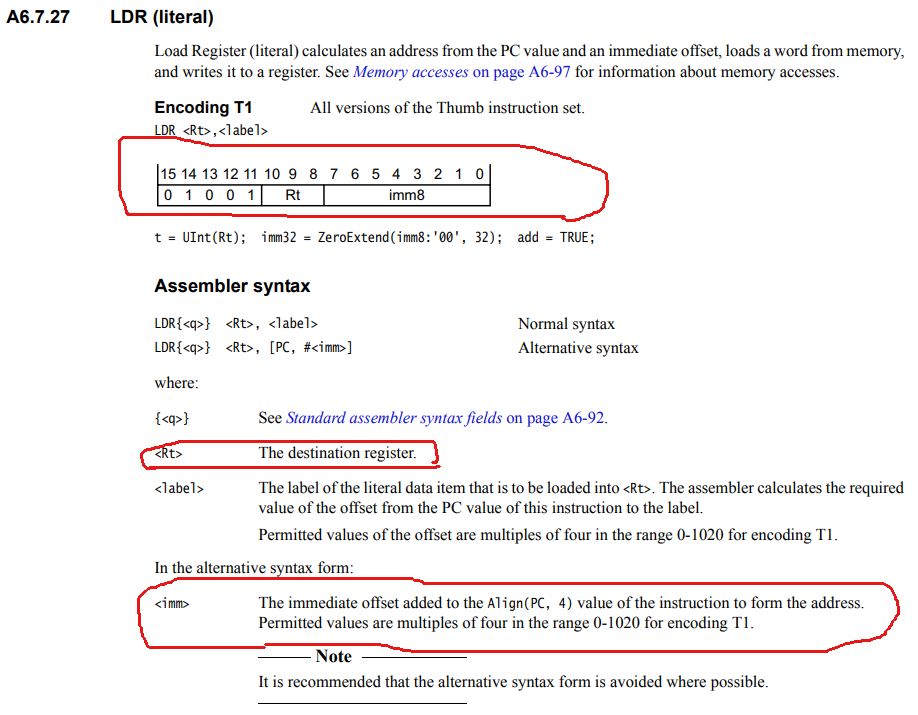 A6.7.27 LDR (literal)
Load Register (literal) calculates an address from the PC value and an immediate offset, loads a word from memory,
and writes it to a register. See Memory accesses on page A6-97 for information about memory accesses.
Encoding T1 All versions of the Thumb instruction set.
LDR <Rt>,<label>
15 14 13 12 11 10 9 8 7 6 5 4 3 2 1 0
0 1 0 0 1 Rt imm8
t = UInt(Rt); imm32 = ZeroExtend(imm8:'00', 32); add = TRUE;
Assembler syntax
LDR{<q>} <Rt>, <label> Normal syntax
LDR{<q>} <Rt>, [PC, #<imm>] Alternative syntax
where:
{<q>} See Standard assembler syntax fields on page A6-92.
<Rt> The destination register.
<label> The label of the literal data item that is to be loaded into <Rt>. The assembler calculates the required
value of the offset from the PC value of this instruction to the label.
Permitted values of the offset are multiples of four in the range 0-1020 for encoding T1.
In the alternative syntax form:
<imm> The immediate offset added to the Align(PC, 4) value of the instruction to form the address.
Permitted values are multiples of four in the range 0-1020 for encoding T1.
Note
It is recommended that the alternative syntax form is avoided where possible.